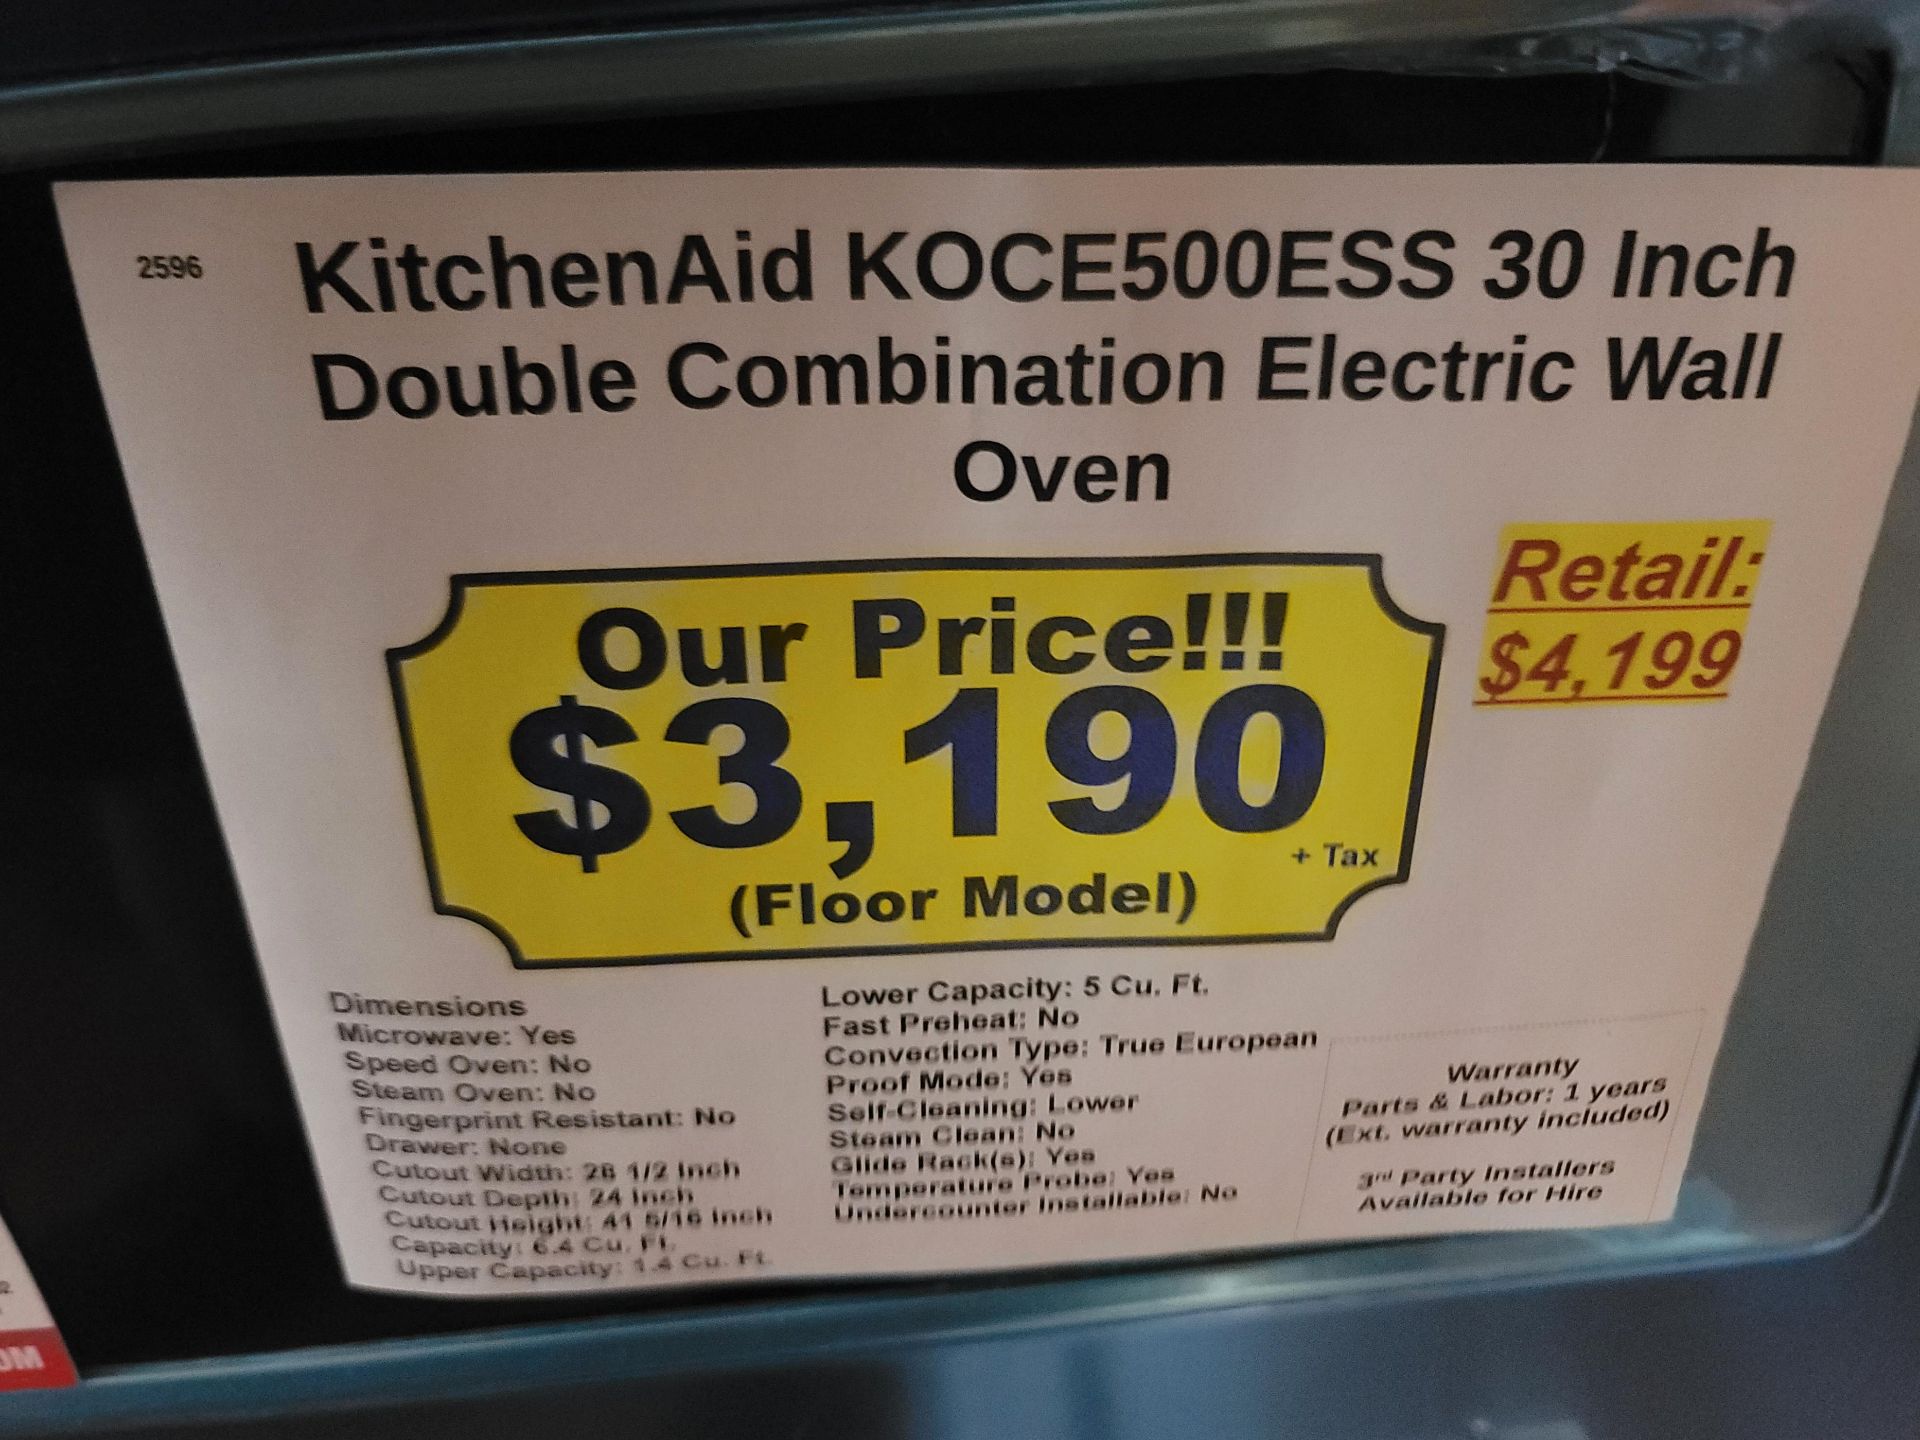 2596
KitchenAid KOCE500ESS 30 Inch
Double Combination Electric Wall
Oven
Retail:
$4,199
Our Price!!!
$3,190
+ Tax
(Floor Model)
Dimensions
Microwave: Yes
Speed Oven: No
Steam Oven: No
Fingerprint Resistant: No
Drawer: None
Cutout Width: 28 1/2 Inch
Cutout Depth: 24 Inch
Cutout Height: 41 5/16 Inch
Capacity: 6.4 Cu. Ft.
Upper Capacity: 1.4 Cu. Ft.
Lower Capacity: 5 Cu. Ft.
Fast Preheat: No
Convection Type: True European
Proof Mode: Yes
Self-Cleaning: Lower
Steam Clean: No
Glide Rack(s): Yes
Temperature Probe: Yes
Undercounter Installable: No
Warranty
Parts & Labor: 1 years
(Ext. warranty included)
3rd Party Installers
Available for Hire